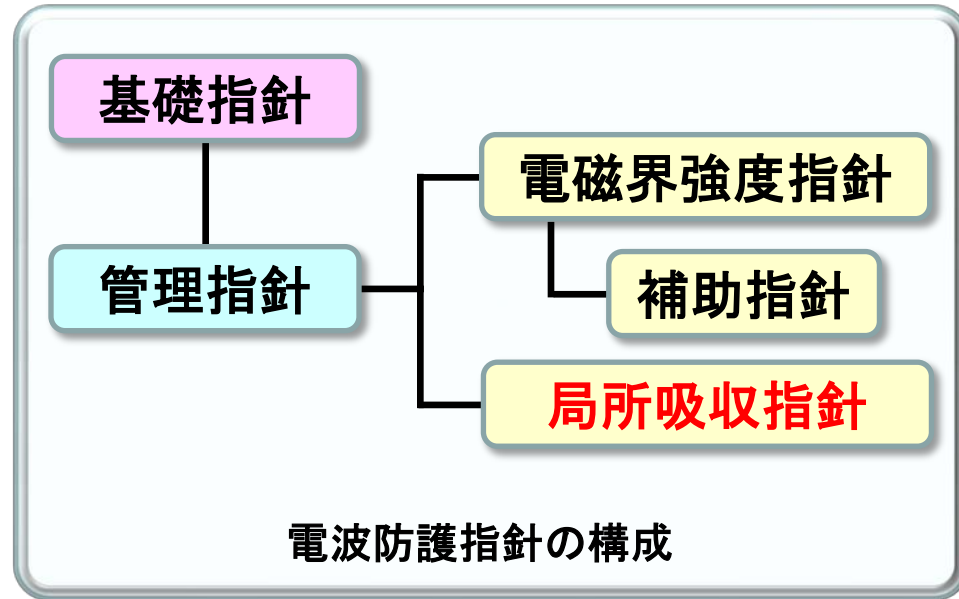 基礎指針
電磁界強度指針
管理指針
補助指針
局所吸収指針
電波防護指針の構成